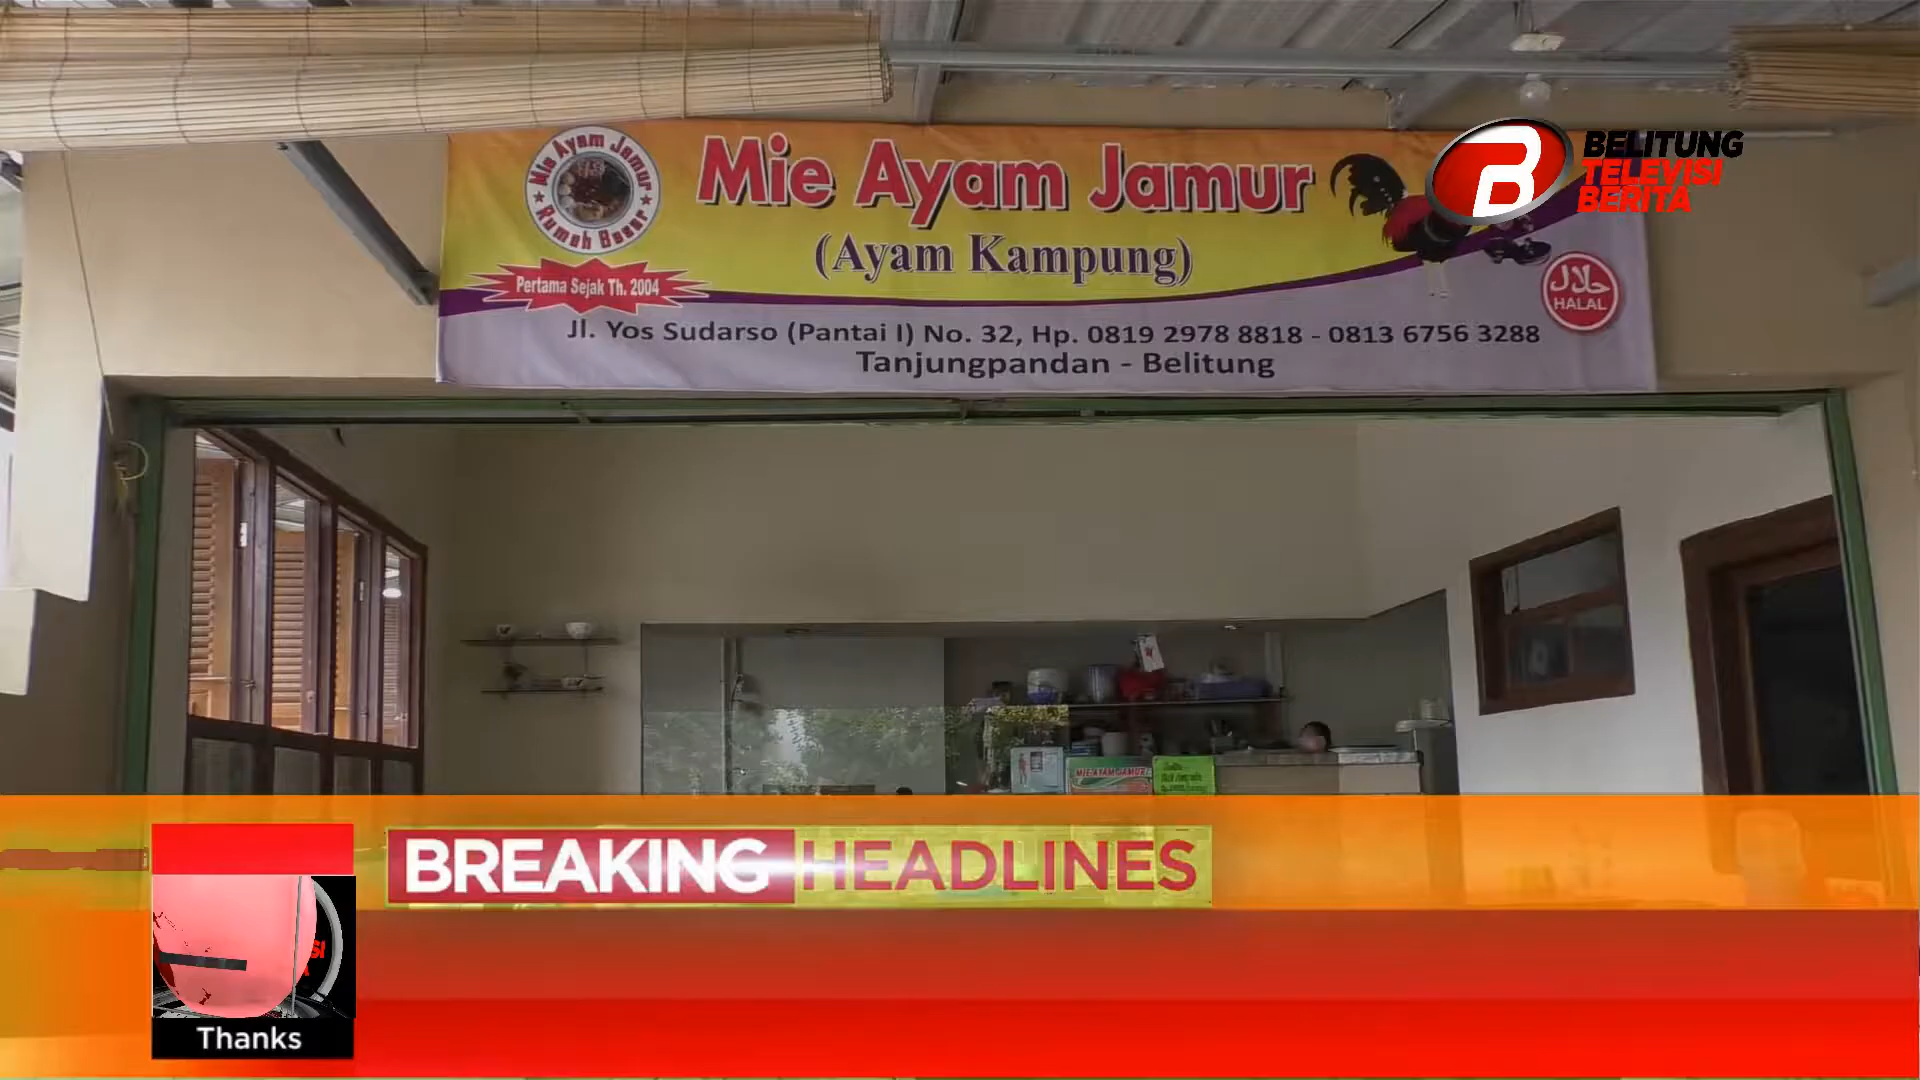 Mie Ayam Jamur
Rumah Besar
Pertama Sejak Th. 2004
Mie Ayam Jamur
(Ayam Kampung)
Jl. Yos Sudarso (Pantai I) No. 32, Hp. 0819 2978 8818 - 0813 6756 3288
Tanjungpandan - Belitung
حلال
HALAL
B
BELITUNG
TELEVISI
BERITA
MIE AYAM JAMUR
BREAKING HEADLINES
SI
Thanks